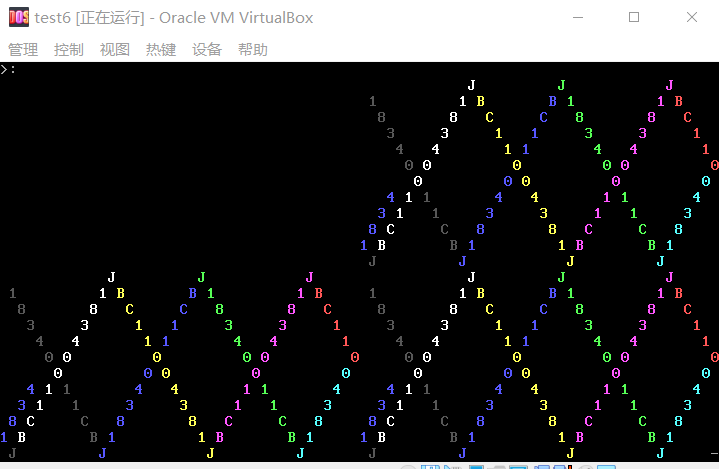 test6 [正在运行] - Oracle VM VirtualBox
管理 控制 视图 热键 设备 帮助
>:
J J J
1 1 B B 1 1 B
8 8 C C 8 8 C
3 3 1 1 3 3 1
4 4 1 1 4 4 1
0 0 0 0 0 0
0 0 0 0 0
4 1 1 4 4 1 1 4
3 1 1 3 3 1 1 3
8 C C 8 8 C C 8
1 B B 1 1 B B 1
J J J J
J J J J J J
1 1 B B 1 1 B 1 1 B B 1 1 B
8 8 C C 8 8 C 8 8 C C 8 8 C
3 3 1 1 3 3 1 3 3 1 1 3 3 1
4 4 1 1 4 4 1 4 4 1 1 4 4 1
0 0 0 0 0 0 0 0 0 0 0 0
0 0 0 0 0 0 0 0 0 0
4 1 1 4 4 1 1 4 4 1 1 4 4 1 1 4
3 1 1 3 3 1 1 3 3 1 1 3 3 1 1 3
8 C C 8 8 C C 8 8 C C 8 8 C C 8
1 B B 1 1 B B 1 1 B B 1 1 B B 1
J J J J J J J J